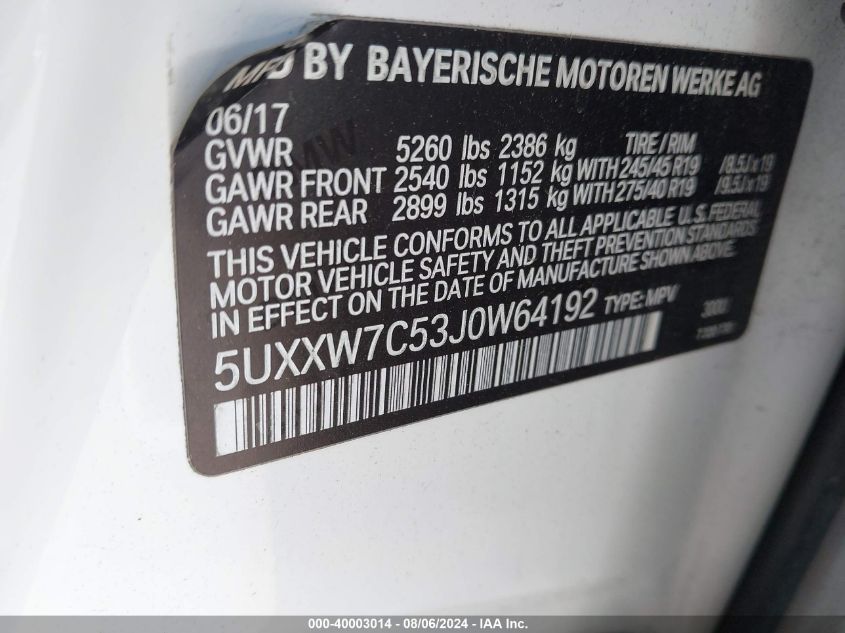 MFD BY BAYERISCHE MOTOREN WERKE AG
06/17
GVWR 5260 lbs 2386 kg TIRE / RIM
GAWR FRONT 2540 lbs 1152 kg WITH 245/45 R19 /8.5J x 19
GAWR REAR 2899 lbs 1315 kg WITH 275/40 R19 /9.5J x 19
THIS VEHICLE CONFORMS TO ALL APPLICABLE U.S. FEDERAL
MOTOR VEHICLE SAFETY AND THEFT PREVENTION STANDARDS
IN EFFECT ON THE DATE OF MANUFACTURE SHOWN ABOVE.
5UXXW7C53J0W64192 TYPE: MPV
000-40003014 - 08/06/2024 - IAA Inc.